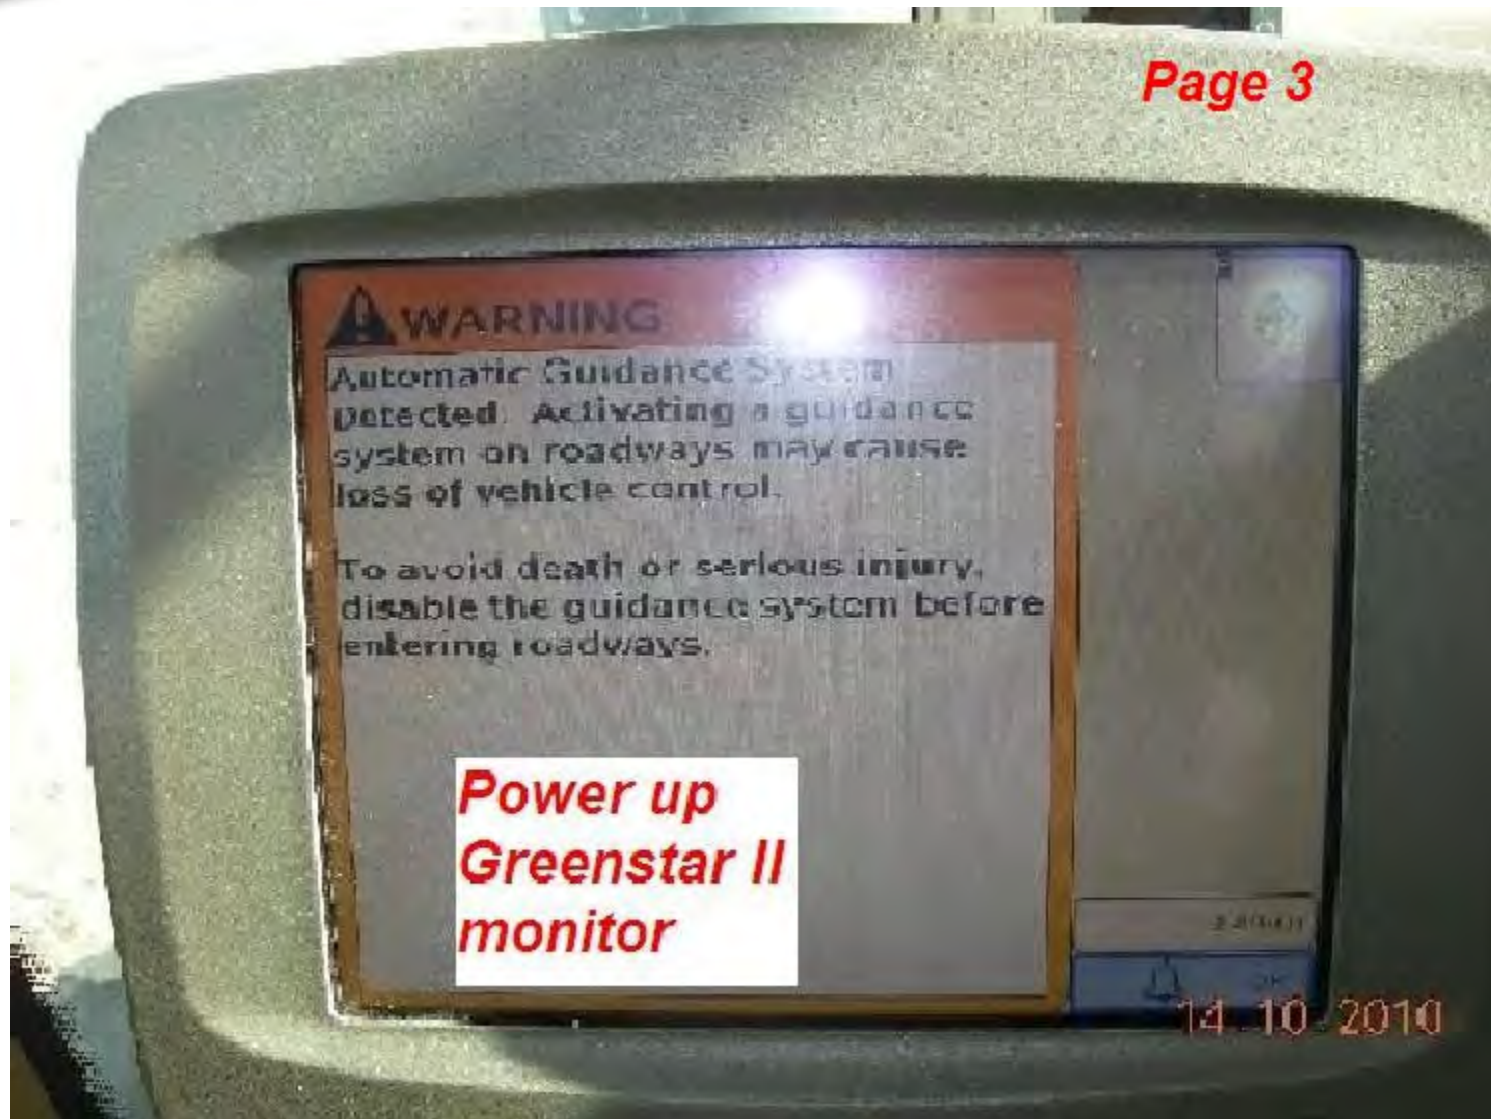 Page 3
WARNING
Automatic Guidance System
Detected. Activating a guidance
system on roadways may cause
loss of vehicle control.
To avoid death or serious injury,
disable the guidance system before
entering roadways.
Power up
Greenstar II
monitor
14 10 2010